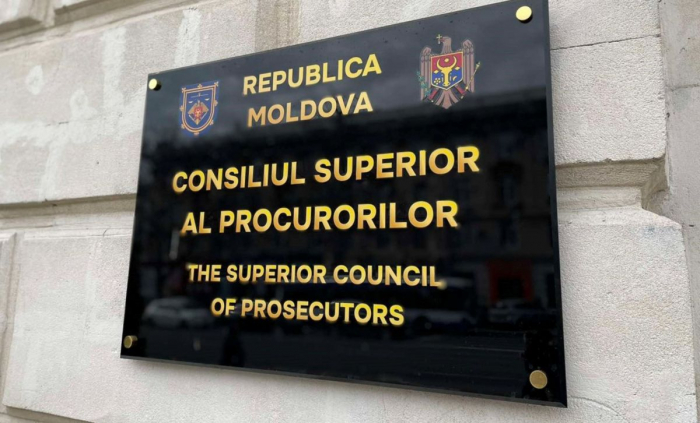 REPUBLICA
MOLDOVA
CONSILIUL SUPERIOR
AL PROCURORILOR
THE SUPERIOR COUNCIL
OF PROSECUTORS